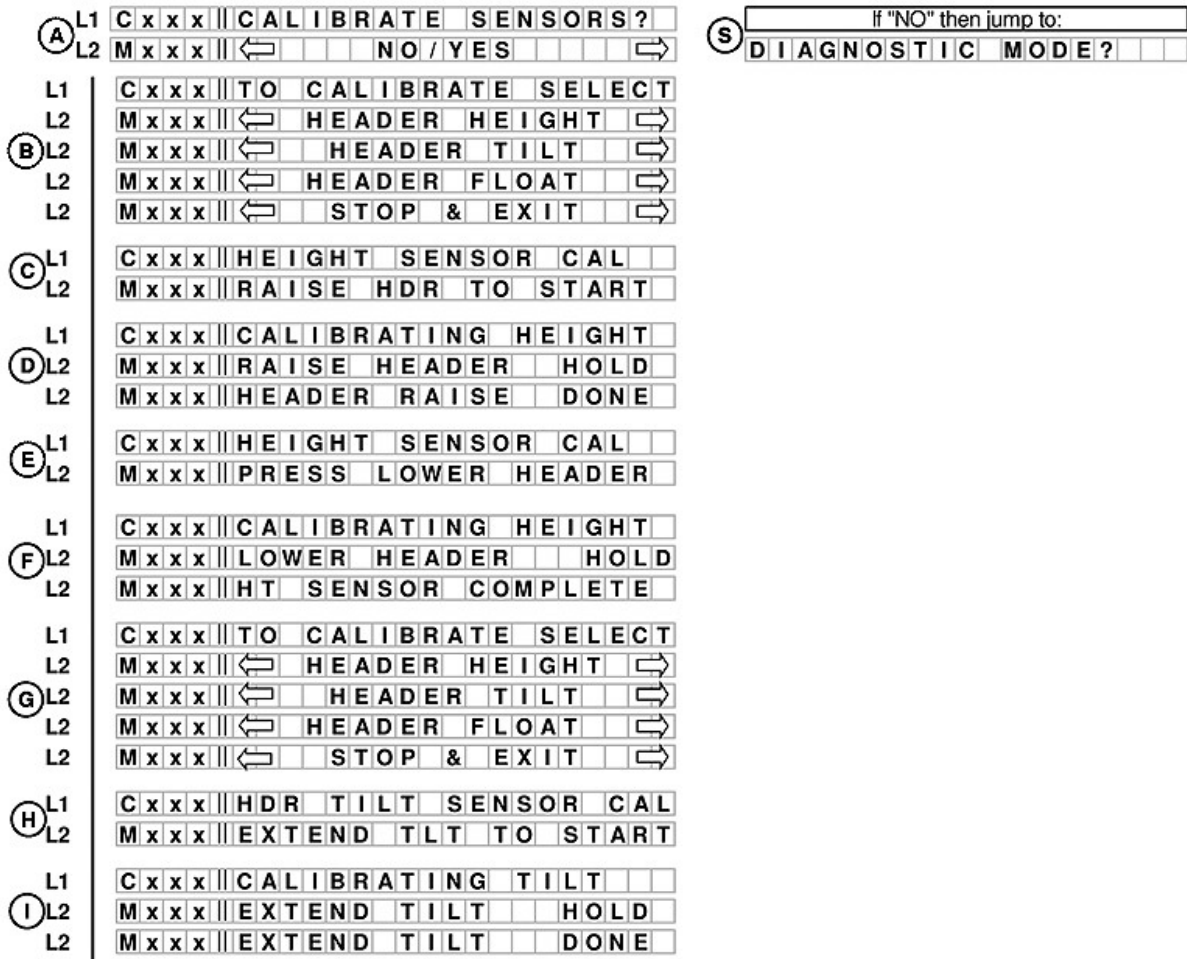 L1 Cxxx||CALIBRATE SENSORS?
A
L2 Mxxx||⇦ NO/YES ⇨
S
If "NO" then jump to:
DIAGNOSTIC MODE?
B
L1 Cxxx||TO CALIBRATE SELECT
L2 Mxxx||⇦ HEADER HEIGHT ⇨
L2 Mxxx||⇦ HEADER TILT ⇨
L2 Mxxx||⇦ HEADER FLOAT ⇨
L2 Mxxx||⇦ STOP & EXIT ⇨
C
L1 Cxxx||HEIGHT SENSOR CAL
L2 Mxxx||RAISE HDR TO START
D
L1 Cxxx||CALIBRATING HEIGHT
L2 Mxxx||RAISE HEADER HOLD
L2 Mxxx||HEADER RAISE DONE
E
L1 Cxxx||HEIGHT SENSOR CAL
L2 Mxxx||PRESS LOWER HEADER
F
L1 Cxxx||CALIBRATING HEIGHT
L2 Mxxx||LOWER HEADER HOLD
L2 Mxxx||HT SENSOR COMPLETE
G
L1 Cxxx||TO CALIBRATE SELECT
L2 Mxxx||⇦ HEADER HEIGHT ⇨
L2 Mxxx||⇦ HEADER TILT ⇨
L2 Mxxx||⇦ HEADER FLOAT ⇨
L2 Mxxx||⇦ STOP & EXIT ⇨
H
L1 Cxxx||HDR TILT SENSOR CAL
L2 Mxxx||EXTEND TLT TO START
I
L1 Cxxx||CALIBRATING TILT
L2 Mxxx||EXTEND TILT HOLD
L2 Mxxx||EXTEND TILT DONE